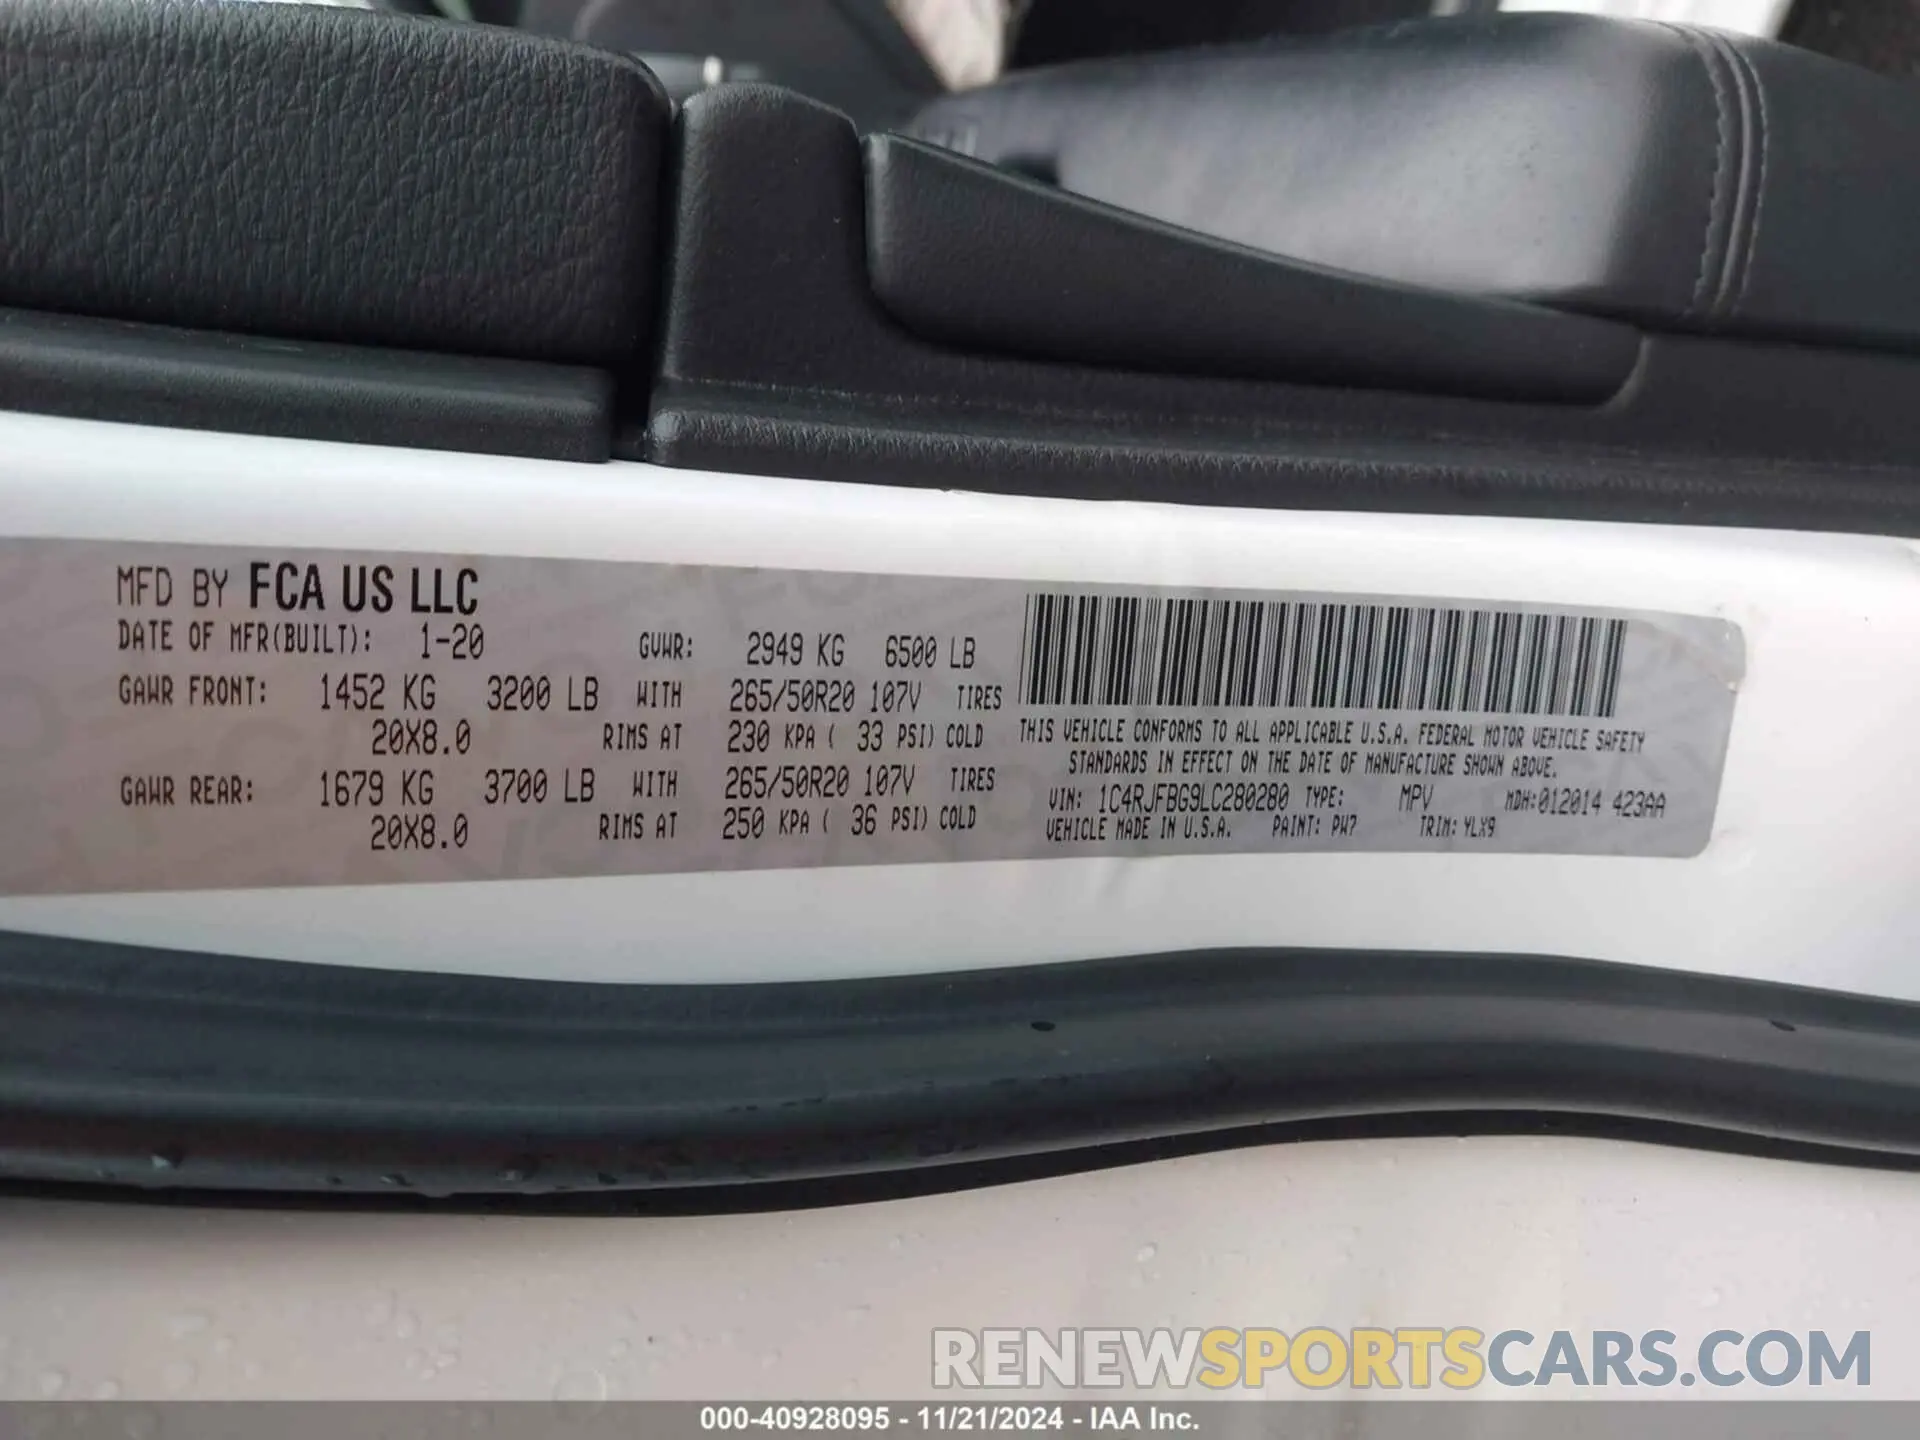 MFD BY FCA US LLC
DATE OF MFR(BUILT): 1-20 GVWR: 2949 KG 6500 LB
GAWR FRONT: 1452 KG 3200 LB WITH 265/50R20 107V TIRES
20X8.0 RIMS AT 230 KPA ( 33 PSI) COLD
GAWR REAR: 1679 KG 3700 LB WITH 265/50R20 107V TIRES
20X8.0 RIMS AT 250 KPA ( 36 PSI) COLD
THIS VEHICLE CONFORMS TO ALL APPLICABLE U.S.A. FEDERAL MOTOR VEHICLE SAFETY
STANDARDS IN EFFECT ON THE DATE OF MANUFACTURE SHOWN ABOVE.
VIN: 1C4RJFBG9LC280280 TYPE: MPV MDH:012014 423AA
VEHICLE MADE IN U.S.A. PAINT: PW7 TRIM: YLX9
RENEWSPORTSCARS.COM
000-40928095 - 11/21/2024 - IAA Inc.